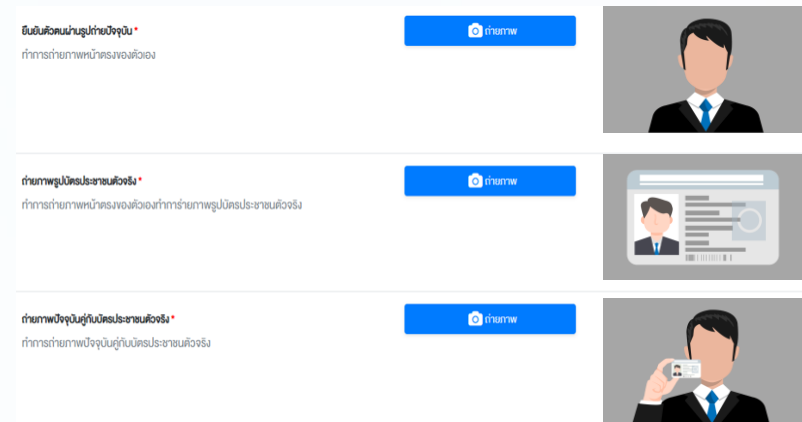 ยืนยันตัวตนผ่านรูปถ่ายปัจจุบัน *
ถ่ายภาพ
ทำการถ่ายภาพหน้าตรงของตัวเอง
ถ่ายภาพรูปบัตรประชาชนตัวจริง *
ถ่ายภาพ
ทำการถ่ายภาพหน้าตรงของตัวเองทำการถ่ายภาพรูปบัตรประชาชนตัวจริง
ถ่ายภาพปัจจุบันคู่กับบัตรประชาชนตัวจริง *
ถ่ายภาพ
ทำการถ่ายภาพปัจจุบันคู่กับบัตรประชาชนตัวจริง